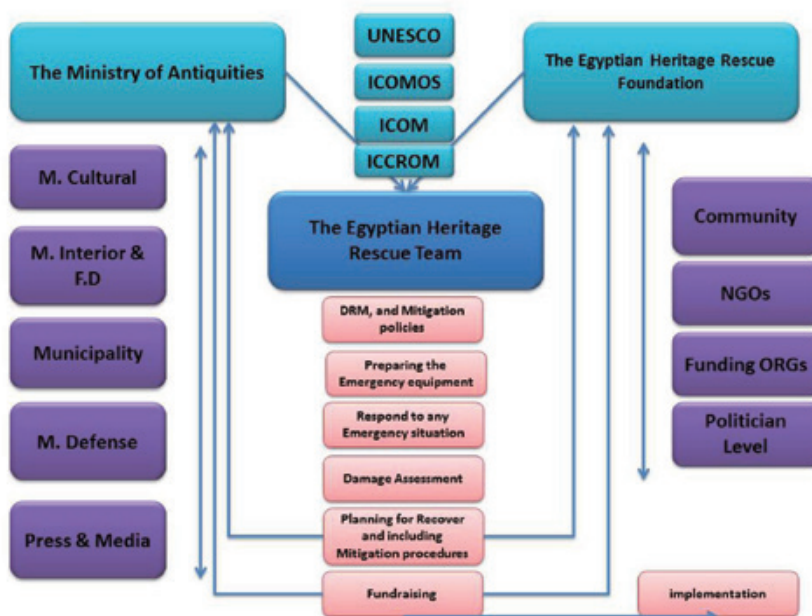 The Ministry of Antiquities
UNESCO
ICOMOS
ICOM
ICCROM
The Egyptian Heritage Rescue
Foundation
The Egyptian Heritage
Rescue Team
M. Cultural
M. Interior &
F.D
Municipality
M. Defense
Press & Media
DRM, and Mitigation
policies
Preparing the
Emergency equipment
Respond to any
Emergency situation
Damage Assessment
Planning for Recover
and including
Mitigation procedures
Fundraising
Community
NGOs
Funding ORGs
Politician
Level
implementation